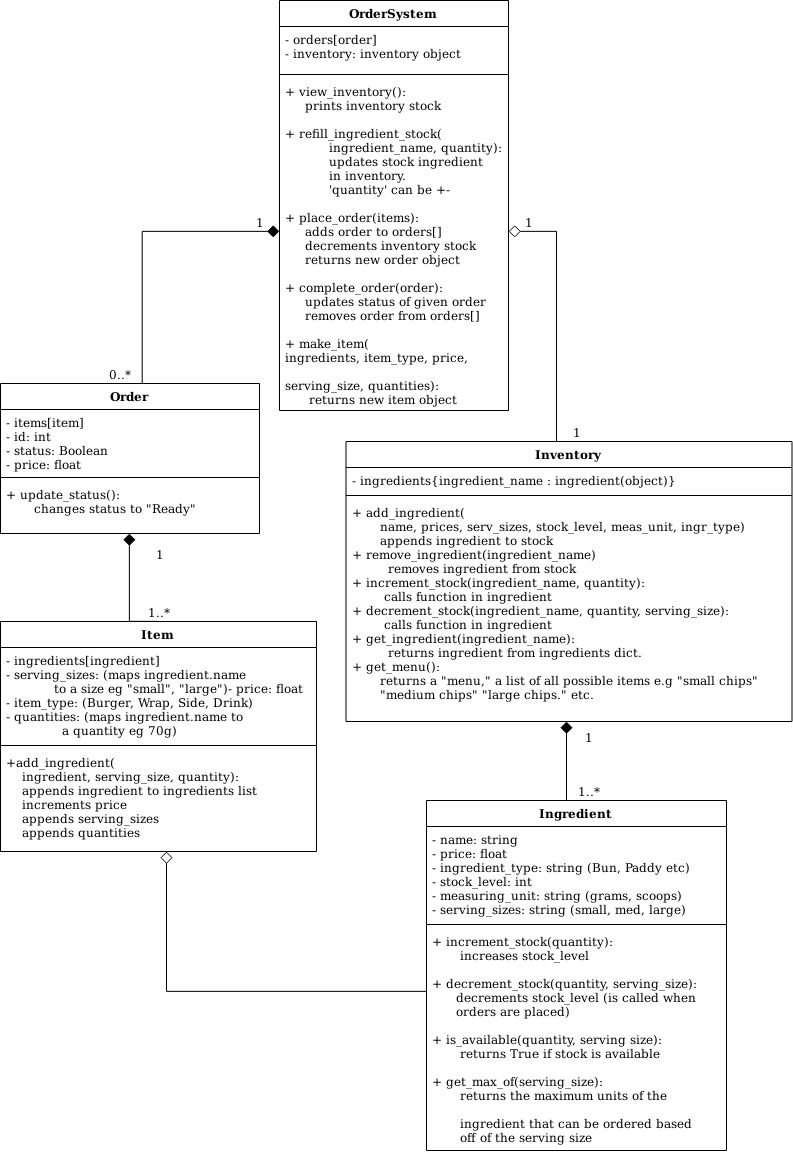 OrderSystem
- orders[order]
- inventory: inventory object
+ view_inventory():
prints inventory stock
+ refill_ingredient_stock(
ingredient_name, quantity):
updates stock ingredient
in inventory.
'quantity' can be +-
+ place_order(items):
adds order to orders[]
decrements inventory stock
returns new order object
+ complete_order(order):
updates status of given order
removes order from orders[]
+ make_item(
ingredients, item_type, price,
serving_size, quantities):
returns new item object
1
1
0..*
1
Order
- items[item]
- id: int
- status: Boolean
- price: float
+ update_status():
changes status to "Ready"
1
1..*
Item
- ingredients[ingredient]
- serving_sizes: (maps ingredient.name
to a size eg "small", "large")- price: float
- item_type: (Burger, Wrap, Side, Drink)
- quantities: (maps ingredient.name to
a quantity eg 70g)
+add_ingredient(
ingredient, serving_size, quantity):
appends ingredient to ingredients list
increments price
appends serving_sizes
appends quantities
Inventory
- ingredients{ingredient_name : ingredient(object)}
+ add_ingredient(
name, prices, serv_sizes, stock_level, meas_unit, ingr_type)
appends ingredient to stock
+ remove_ingredient(ingredient_name)
removes ingredient from stock
+ increment_stock(ingredient_name, quantity):
calls function in ingredient
+ decrement_stock(ingredient_name, quantity, serving_size):
calls function in ingredient
+ get_ingredient(ingredient_name):
returns ingredient from ingredients dict.
+ get_menu():
returns a "menu," a list of all possible items e.g "small chips"
"medium chips" "large chips." etc.
1
1..*
Ingredient
- name: string
- price: float
- ingredient_type: string (Bun, Paddy etc)
- stock_level: int
- measuring_unit: string (grams, scoops)
- serving_sizes: string (small, med, large)
+ increment_stock(quantity):
increases stock_level
+ decrement_stock(quantity, serving_size):
decrements stock_level (is called when
orders are placed)
+ is_available(quantity, serving size):
returns True if stock is available
+ get_max_of(serving_size):
returns the maximum units of the
ingredient that can be ordered based
off of the serving size